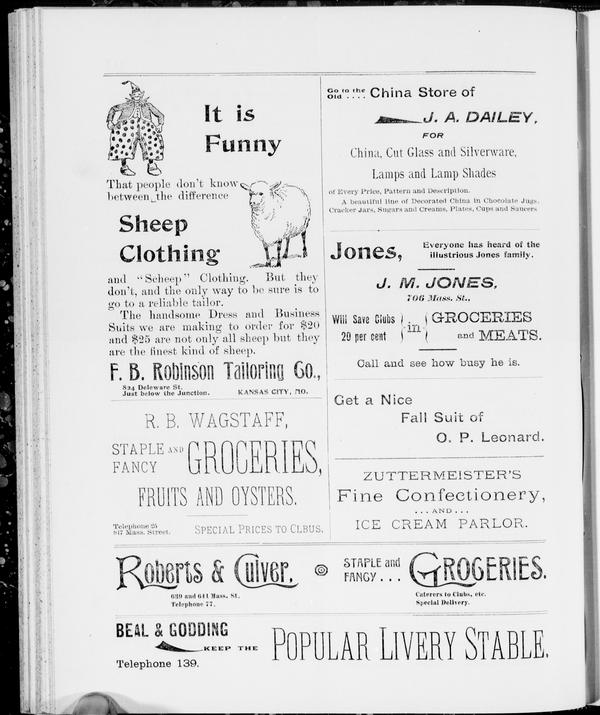 It is
Funny
That people don't know
between the difference
Sheep
Clothing
and "Scheep" Clothing. But they
don't, and the only way to be sure is to
go to a reliable tailor.
The handsome Dress and Business
Suits we are making to order for $20
and $25 are not only all sheep but they
are the finest kind of sheep.
F. B. Robinson Tailoring Co.,
824 Deleware St.
Just below the Junction. KANSAS CITY, MO.
R. B. WAGSTAFF,
STAPLE AND
FANCY GROCERIES,
FRUITS AND OYSTERS.
Telephone 25
917 Mass. Street. SPECIAL PRICES TO CLBUS.
Go to the
Old .... China Store of
J. A. DAILEY,
FOR
China, Cut Glass and Silverware,
Lamps and Lamp Shades
of Every Price, Pattern and Description.
A beautiful line of Decorated China in Chocolate Jugs,
Cracker Jars, Sugars and Creams, Plates, Cups and Saucers
Jones, Everyone has heard of the
illustrious Jones family.
J. M. JONES,
706 Mass. St.,
Will Save Clubs
20 per cent in GROCERIES
and MEATS.
Call and see how busy he is.
Get a Nice
Fall Suit of
O. P. Leonard.
ZUTTERMEISTER'S
Fine Confectionery,
...AND...
ICE CREAM PARLOR.
Roberts & Culver, STAPLE and
FANCY... GROCERIES.
639 and 641 Mass. St.
Telephone 77.
Caterers to Clubs, etc.
Special Delivery.
BEAL & GODDING
KEEP THE POPULAR LIVERY STABLE.
Telephone 139.